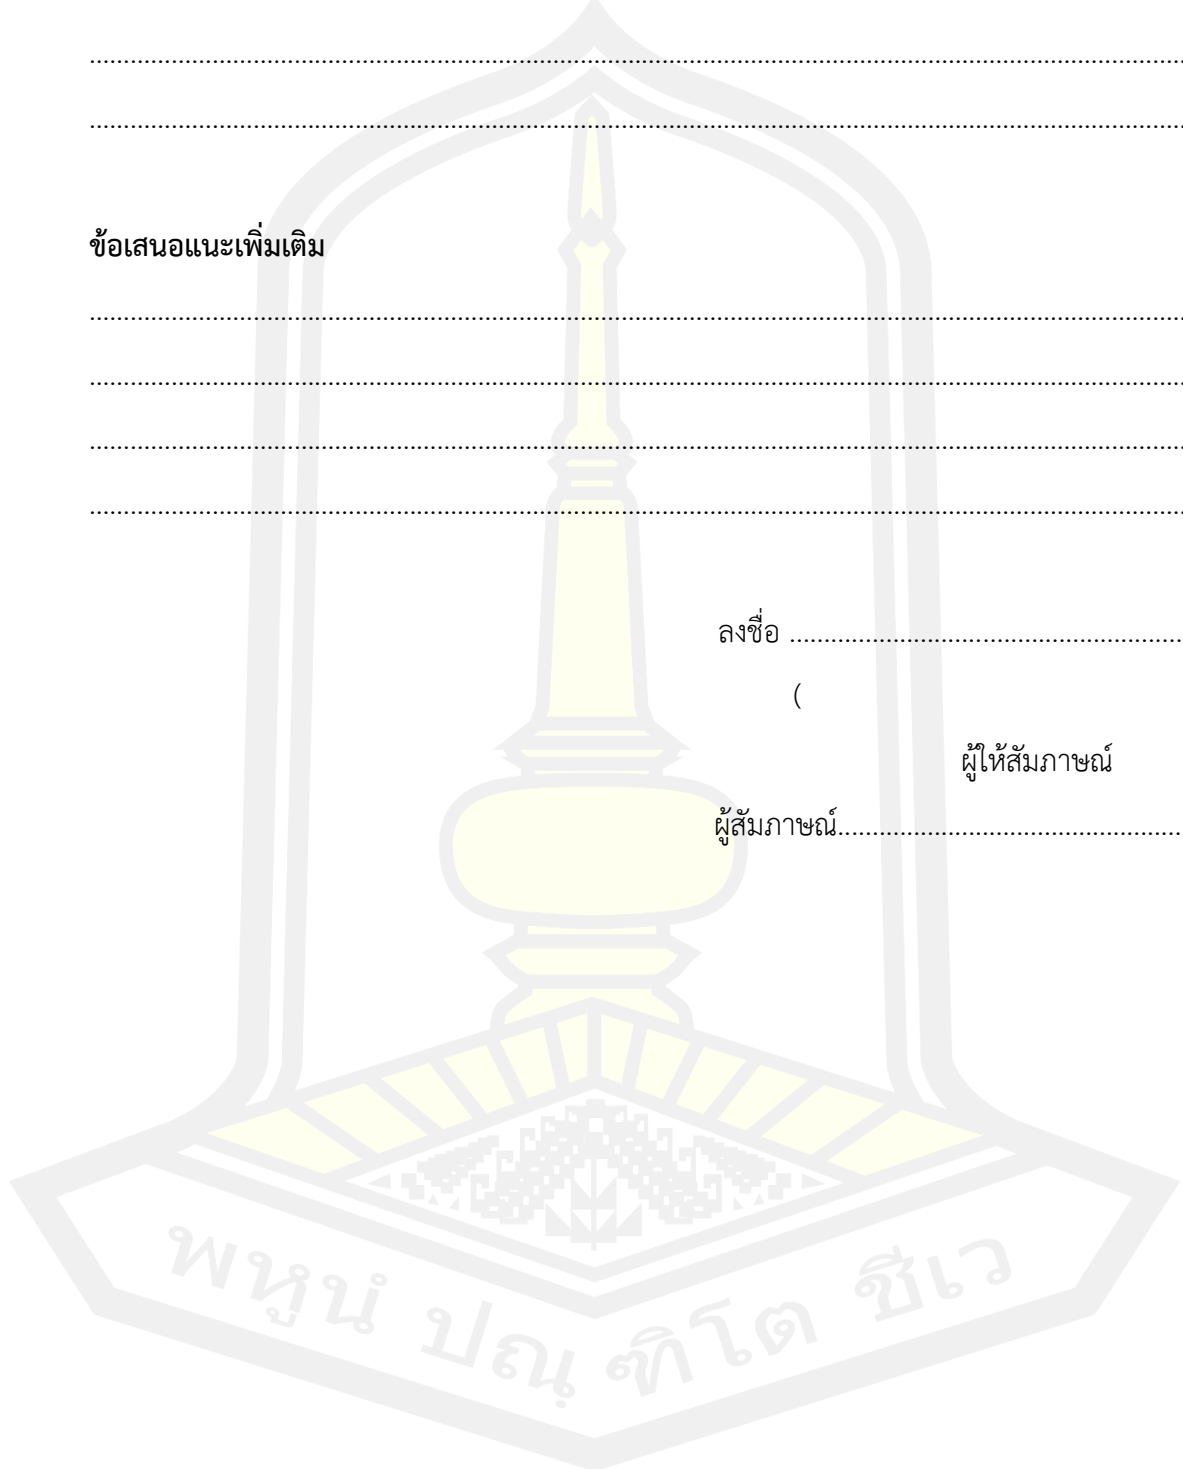 ................................................................................................................................................................
................................................................................................................................................................
ข้อเสนอแนะเพิ่มเติม
................................................................................................................................................................
................................................................................................................................................................
................................................................................................................................................................
................................................................................................................................................................
ลงชื่อ .........................................................
(
ผู้ให้สัมภาษณ์
ผู้สัมภาษณ์..................................................
พหูนํ ปณฺฑิโต ชีเว